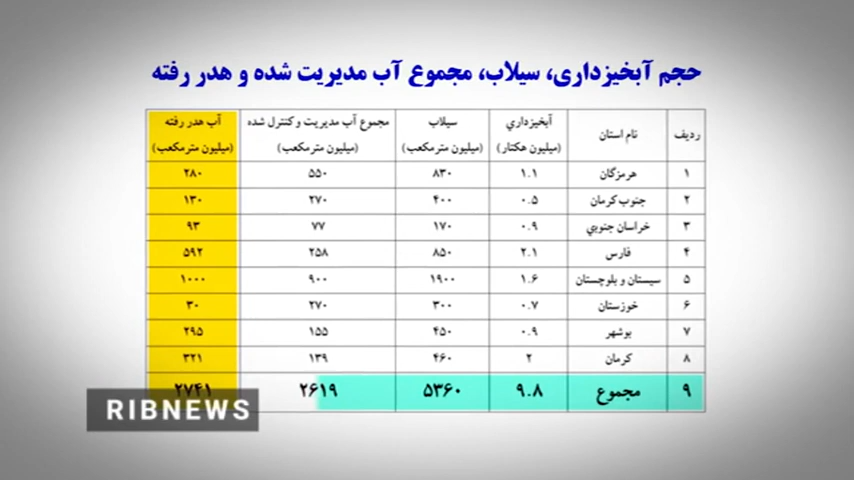 حجم آبخیزداری، سیلاب، مجموع آب مدیریت شده و هدر رفته
ردیف نام استان آبخیزداري (میلیون هکتار) سیلاب (میلیون مترمکعب) مجموع آب مدیریت و کنترل شده (میلیون مترمکعب) آب هدر رفته (میلیون مترمکعب)
۱ هرمزگان ۱.۱ ۸۳۰ ۵۵۰ ۲۸۰
۲ جنوب کرمان ۰.۵ ۴۰۰ ۲۷۰ ۱۳۰
۳ خراسان جنوبي ۰.۹ ۱۷۰ ۷۷ ۹۳
۴ فارس ۲.۱ ۸۵۰ ۲۵۸ ۵۹۲
۵ سیستان و بلوچستان ۱.۶ ۱۹۰۰ ۹۰۰ ۱۰۰۰
۶ خوزستان ۰.۷ ۳۰۰ ۲۷۰ ۳۰
۷ بوشهر ۰.۹ ۴۵۰ ۱۵۵ ۲۹۵
۸ کرمان ۲ ۴۶۰ ۱۳۹ ۳۲۱
۹ مجموع ۹.۸ ۵۳۶۰ ۲۶۱۹ ۲۷۴۱
RIBNEWS